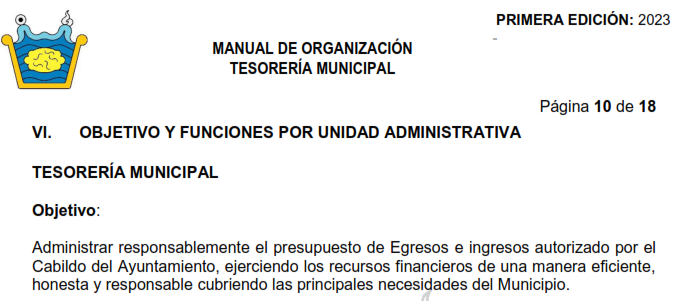 PRIMERA EDICIÓN: 2023
MANUAL DE ORGANIZACIÓN
TESORERÍA MUNICIPAL
Página 10 de 18
VI. OBJETIVO Y FUNCIONES POR UNIDAD ADMINISTRATIVA
TESORERÍA MUNICIPAL
Objetivo:
Administrar responsablemente el presupuesto de Egresos e ingresos autorizado por el
Cabildo del Ayuntamiento, ejerciendo los recursos financieros de una manera eficiente,
honesta y responsable cubriendo las principales necesidades del Municipio.